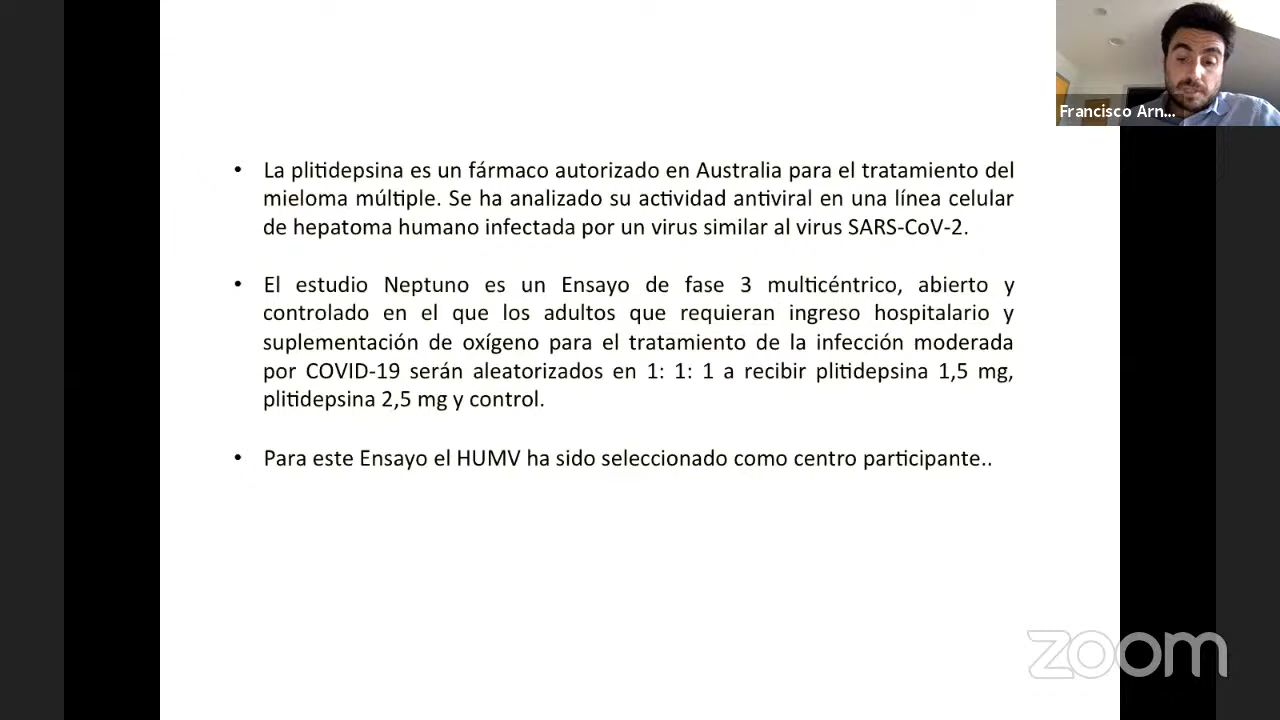 Francisco Arn...
• La plitidepsina es un fármaco autorizado en Australia para el tratamiento del
mieloma múltiple. Se ha analizado su actividad antiviral en una línea celular
de hepatoma humano infectada por un virus similar al virus SARS-CoV-2.
• El estudio Neptuno es un Ensayo de fase 3 multicéntrico, abierto y
controlado en el que los adultos que requieran ingreso hospitalario y
suplementación de oxígeno para el tratamiento de la infección moderada
por COVID-19 serán aleatorizados en 1: 1: 1 a recibir plitidepsina 1,5 mg,
plitidepsina 2,5 mg y control.
• Para este Ensayo el HUMV ha sido seleccionado como centro participante..
zoom